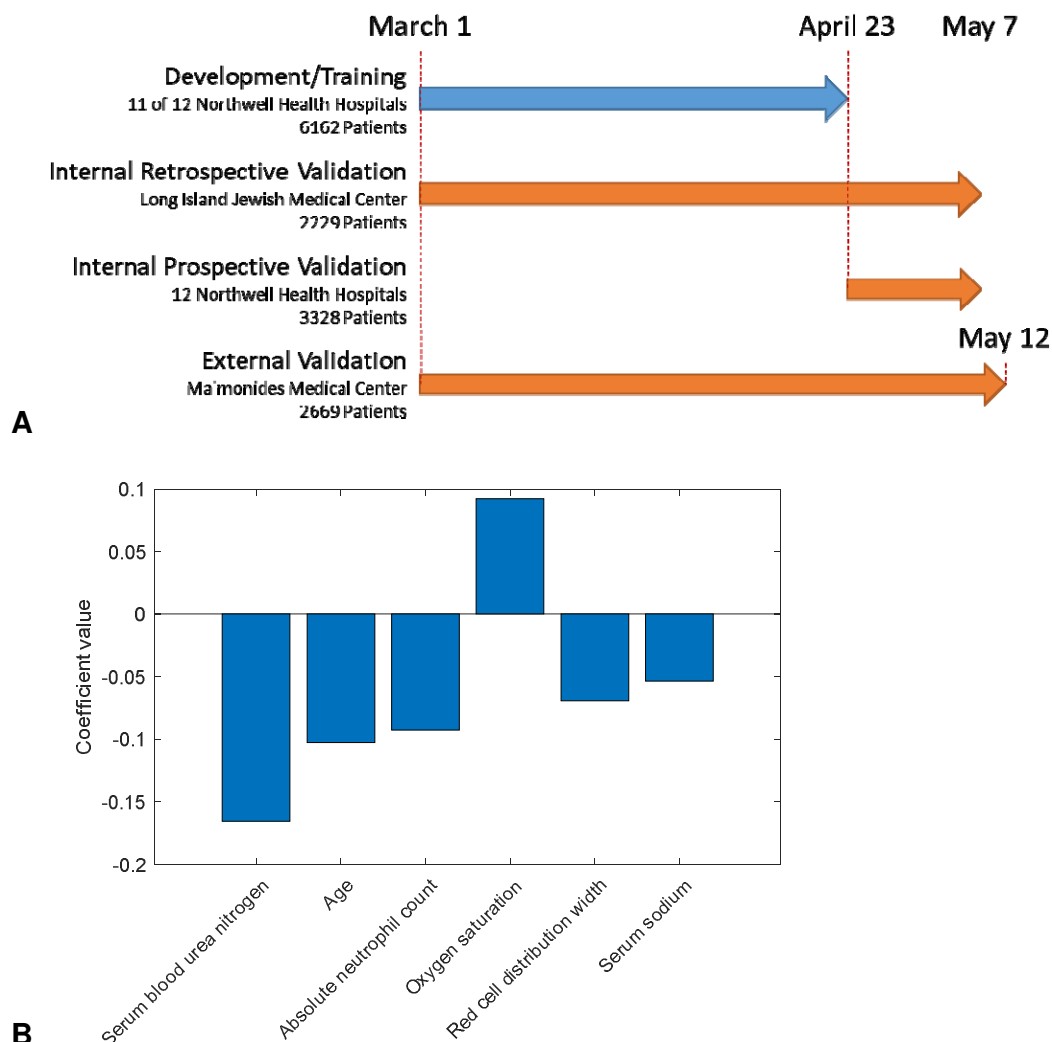 March 1
April 23
May 7
Development/Training
11 of 12 Northwell Health Hospitals
6162 Patients
Internal Retrospective Validation
Long Island Jewish Medical Center
2229 Patients
Internal Prospective Validation
12 Northwell Health Hospitals
3328 Patients
May 12
External Validation
Maimonides Medical Center
2669 Patients
A
0.1
0.05
0
-0.05
-0.1
-0.15
-0.2
Coefficient value
Serum blood urea nitrogen
Age
Absolute neutrophil count
Oxygen saturation
Red cell distribution width
Serum sodium
B